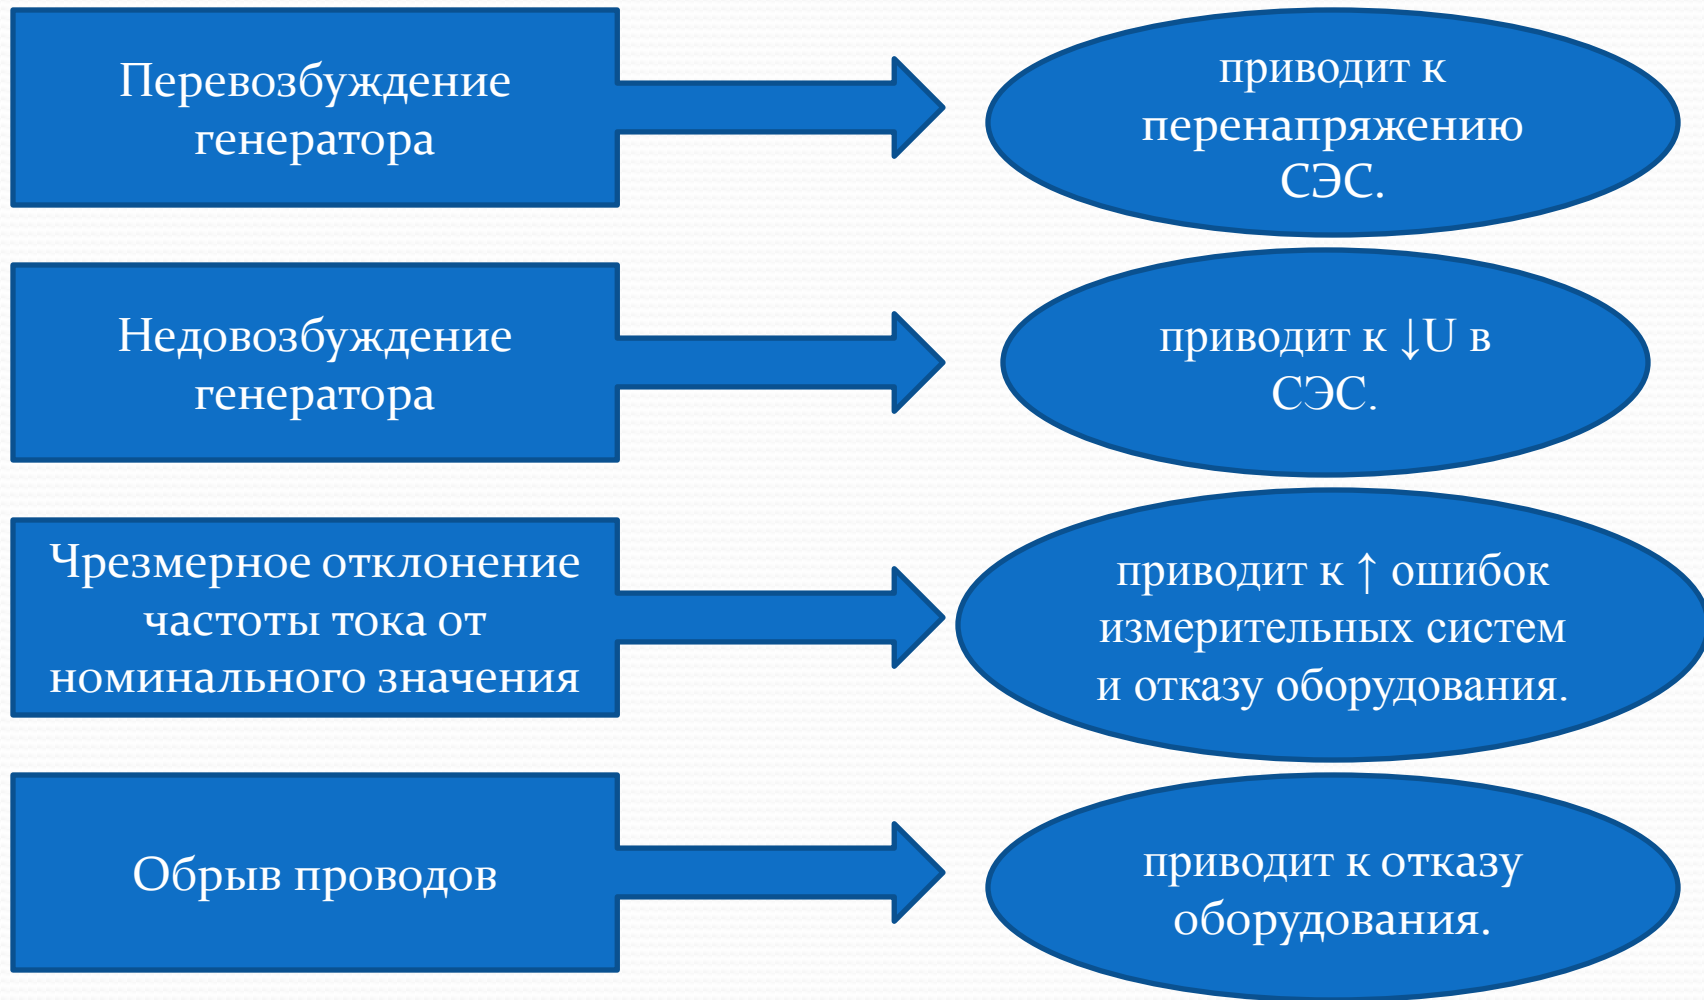 Перевозбуждение
генератора
приводит к
перенапряжению
СЭС.
Недовозбуждение
генератора
приводит к ↓U в
СЭС.
Чрезмерное отклонение
частоты тока от
номинального значения
приводит к ↑ ошибок
измерительных систем
и отказу оборудования.
Обрыв проводов
приводит к отказу
оборудования.